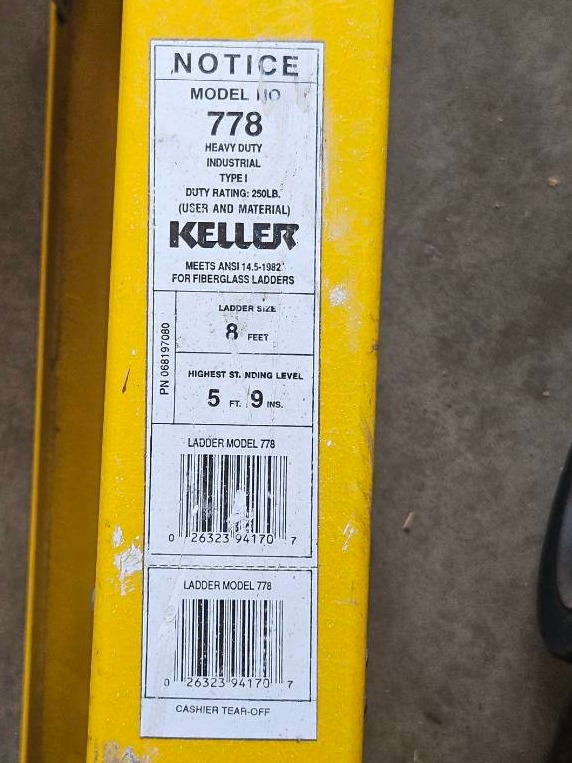 NOTICE
MODEL NO
778
HEAVY DUTY
INDUSTRIAL
TYPE I
DUTY RATING: 250LB.
(USER AND MATERIAL)
KELLER
MEETS ANSI 14.5-1982
FOR FIBERGLASS LADDERS
PN 068197080
LADDER SIZE
8 FEET
HIGHEST STANDING LEVEL
5 FT. 9 INS.
LADDER MODEL 778
0 26323 94170 7
LADDER MODEL 778
0 26323 94170 7
CASHIER TEAR-OFF